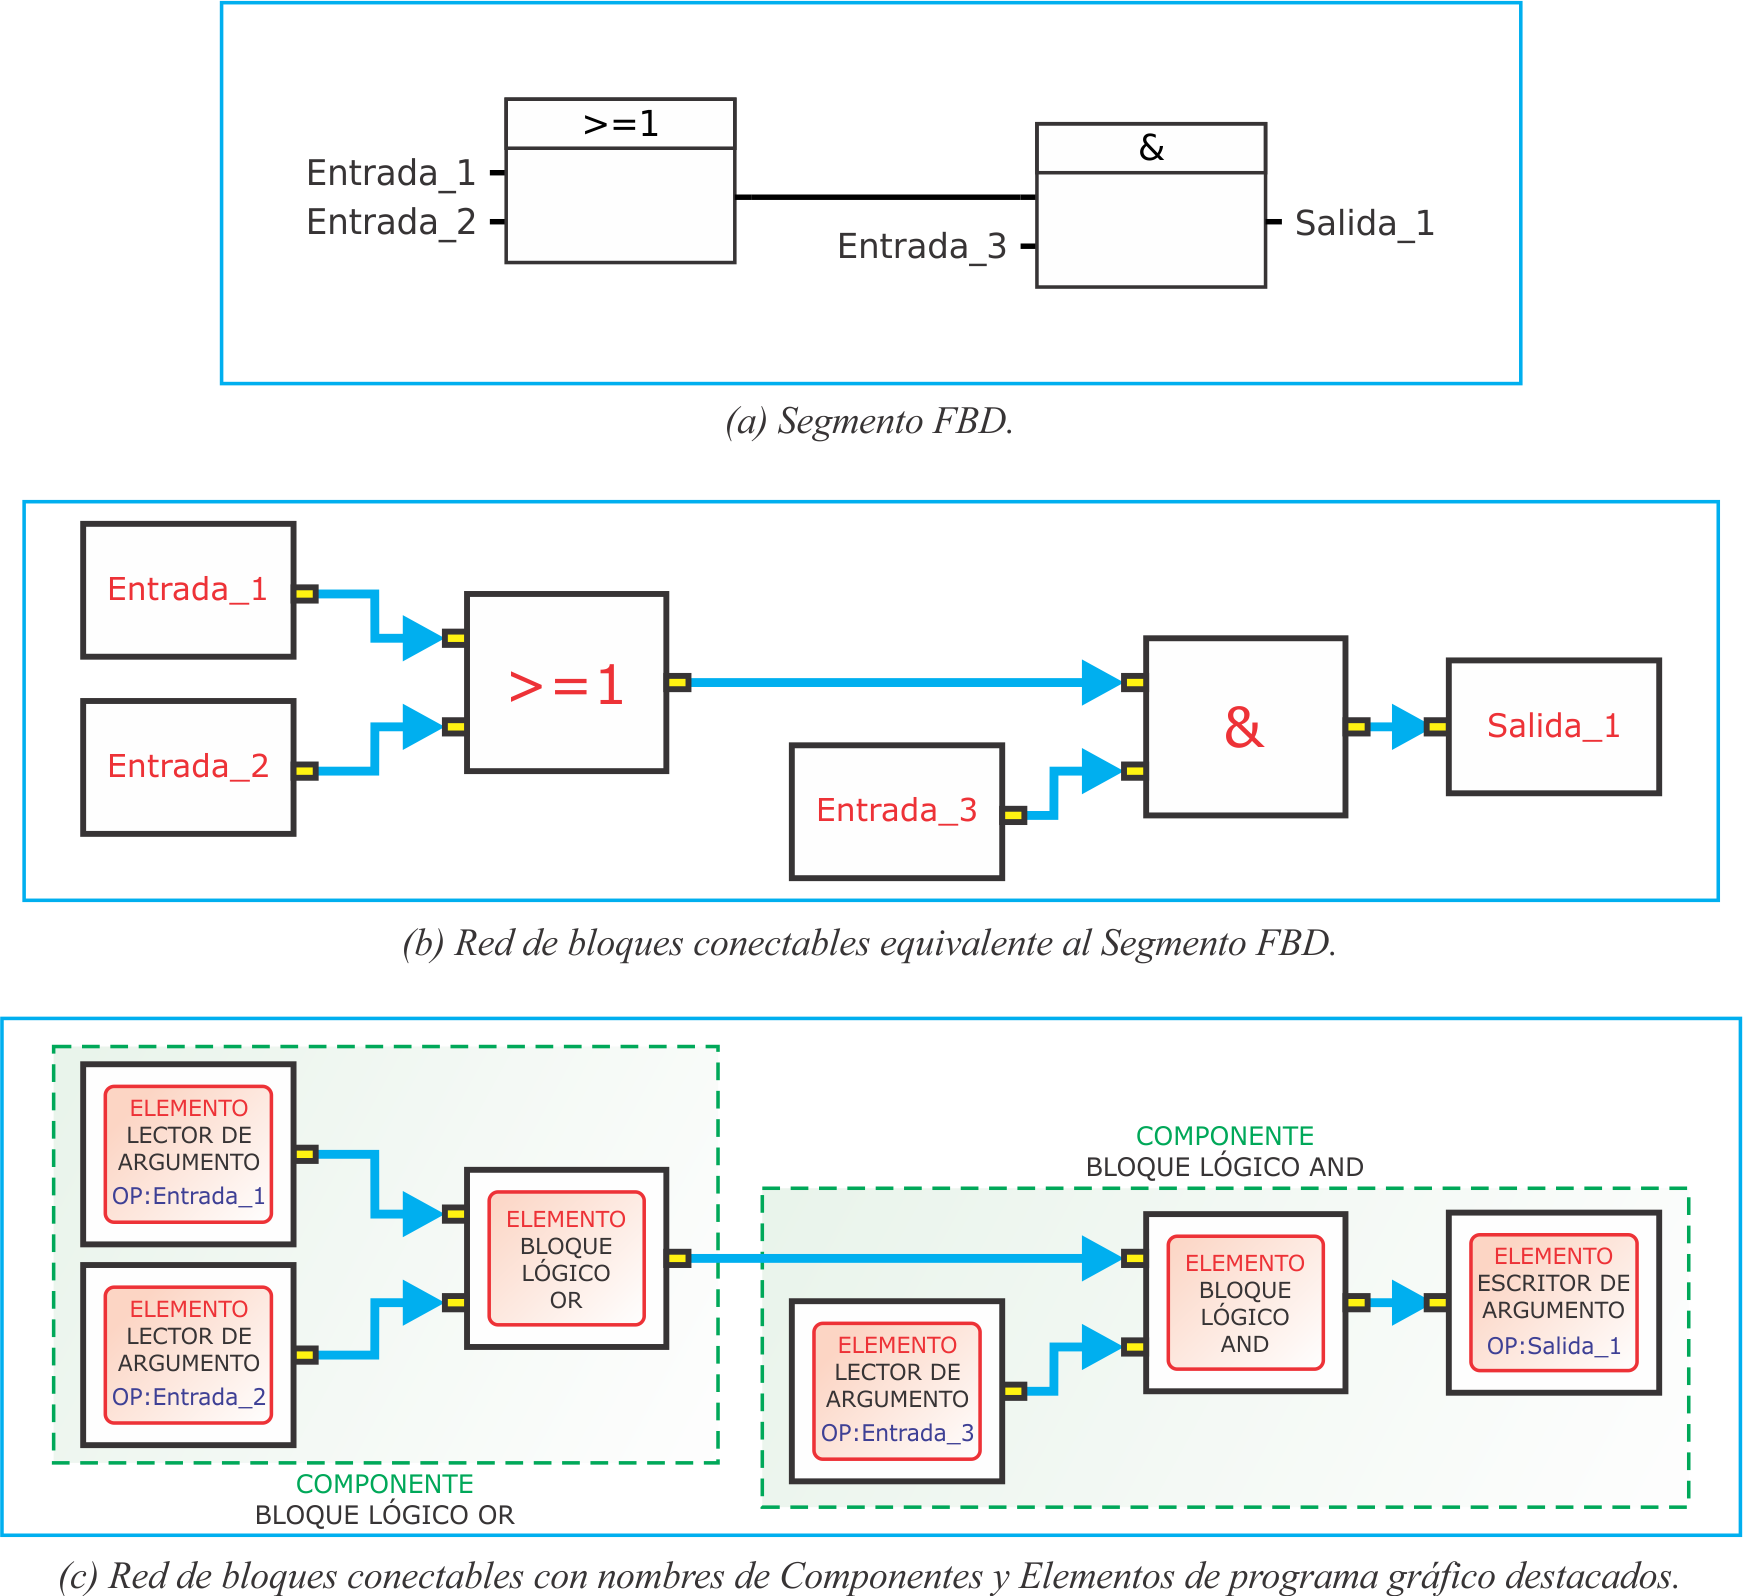 >=1
&
Entrada_1
Entrada_2
Entrada_3
Salida_1
(a) Segmento FBD.
Entrada_1
>=1
Entrada_2
&
Salida_1
Entrada_3
(b) Red de bloques conectables equivalente al Segmento FBD.
ELEMENTO
LECTOR DE
ARGUMENTO
OP:Entrada_1
ELEMENTO
LECTOR DE
ARGUMENTO
OP:Entrada_2
ELEMENTO
BLOQUE
LÓGICO
OR
COMPONENTE
BLOQUE LÓGICO OR
COMPONENTE
BLOQUE LÓGICO AND
ELEMENTO
LECTOR DE
ARGUMENTO
OP:Entrada_3
ELEMENTO
BLOQUE
LÓGICO
AND
ELEMENTO
ESCRITOR DE
ARGUMENTO
OP:Salida_1
(c) Red de bloques conectables con nombres de Componentes y Elementos de programa gráfico destacados.